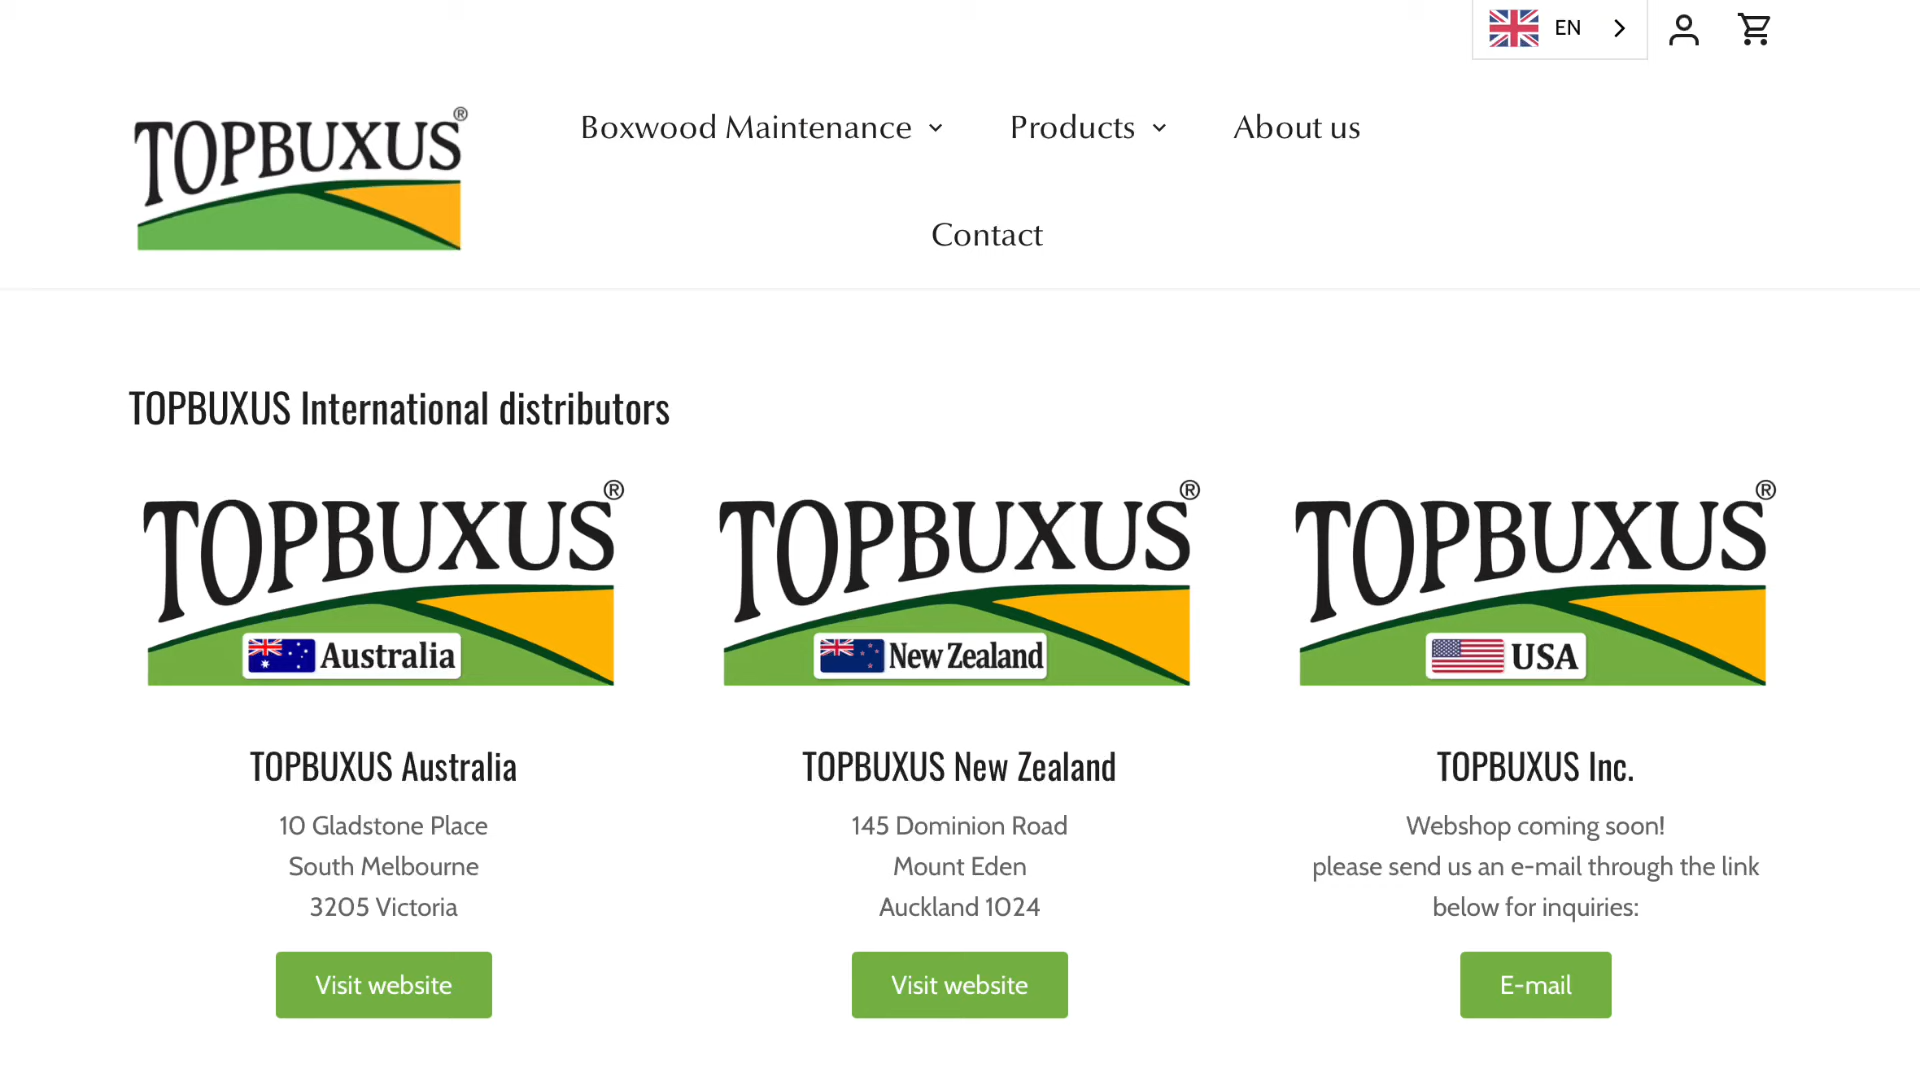 EN
TOPBUXUS®
Boxwood Maintenance
Products
About us
Contact
TOPBUXUS International distributors
TOPBUXUS®
Australia
TOPBUXUS®
New Zealand
TOPBUXUS®
USA
TOPBUXUS Australia
10 Gladstone Place
South Melbourne
3205 Victoria
Visit website
TOPBUXUS New Zealand
145 Dominion Road
Mount Eden
Auckland 1024
Visit website
TOPBUXUS Inc.
Webshop coming soon!
please send us an e-mail through the link
below for inquiries:
E-mail